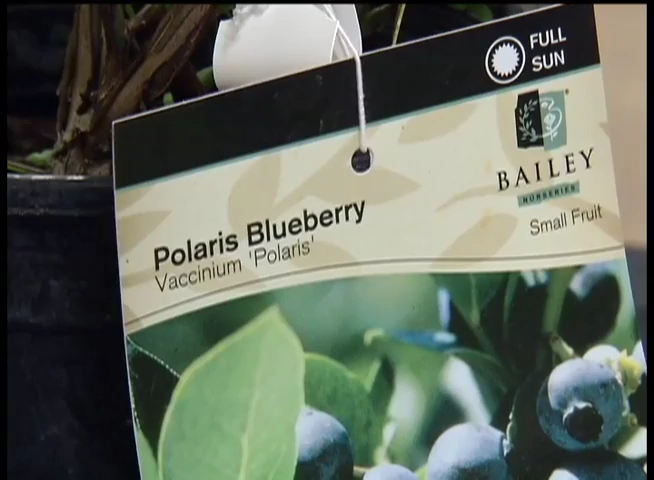 FULL
SUN
BAILEY
NURSERIES
Small Fruit
Polaris Blueberry
Vaccinium 'Polaris'